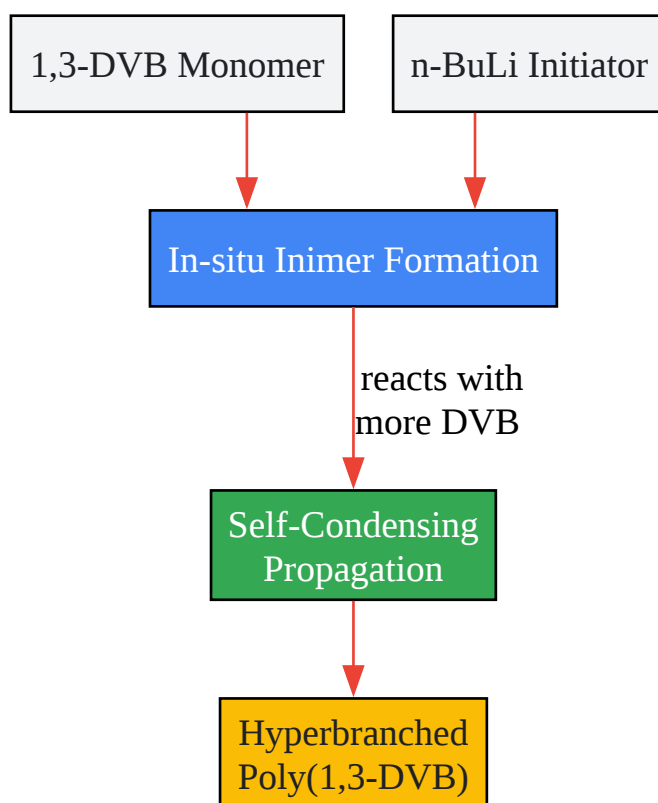 1,3-DVB Monomer
n-BuLi Initiator
In-situ Inimer Formation
reacts with
more DVB
Self-Condensing
Propagation
Hyperbranched
Poly(1,3-DVB)